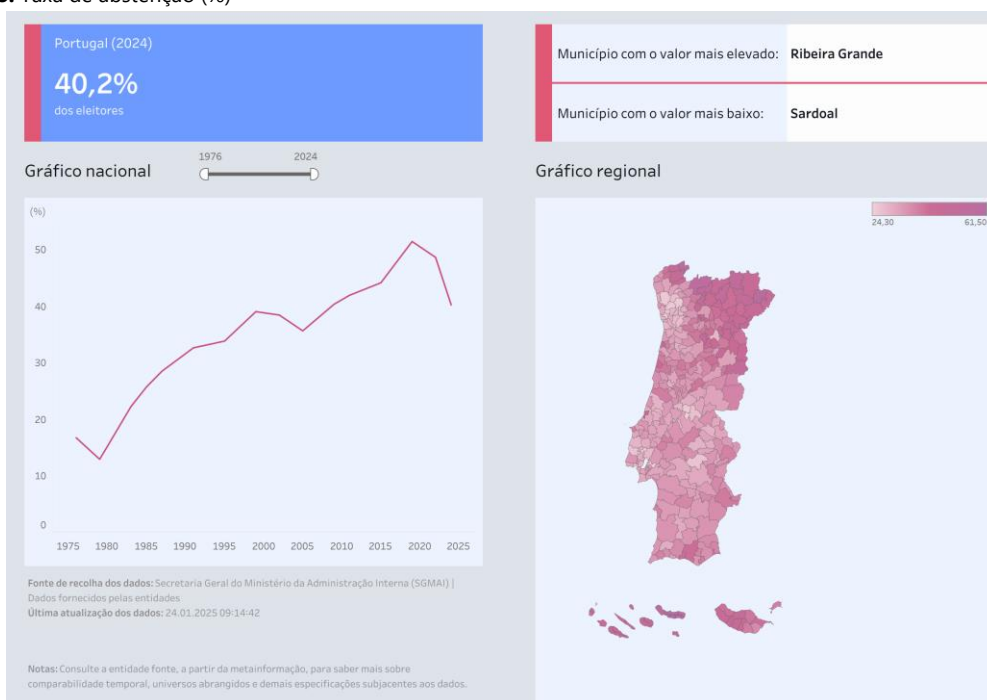 Taxa de abstenção (%)
Portugal (2024)
40,2%
dos eleitores
Município com o valor mais elevado: Ribeira Grande
Município com o valor mais baixo: Sardoal
Gráfico nacional
1976 2024
Gráfico regional
(%)
50
40
30
20
10
0
1975 1980 1985 1990 1995 2000 2005 2010 2015 2020 2025
24,30 61,50
Fonte de recolha dos dados: Secretaria Geral do Ministério da Administração Interna (SGMAI) |
Dados fornecidos pelas entidades
Última atualização dos dados: 24.01.2025 09:14:42
Notas: Consulte a entidade fonte, a partir da metainformação, para saber mais sobre
comparabilidade temporal, universos abrangidos e demais especificações subjacentes aos dados.